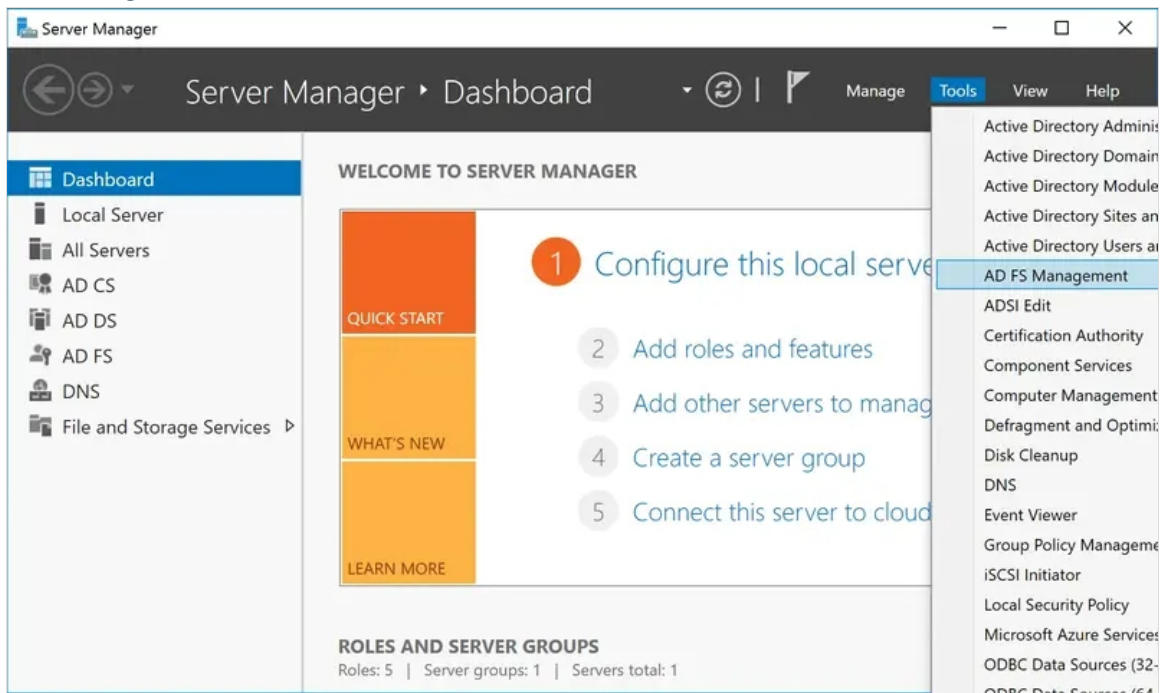 Server Manager
Server Manager • Dashboard
Manage Tools View Help
Dashboard
Local Server
All Servers
AD CS
AD DS
AD FS
DNS
File and Storage Services
WELCOME TO SERVER MANAGER
QUICK START
WHAT'S NEW
LEARN MORE
1 Configure this local serve
2 Add roles and features
3 Add other servers to manag
4 Create a server group
5 Connect this server to cloud
ROLES AND SERVER GROUPS
Roles: 5 | Server groups: 1 | Servers total: 1
Active Directory Adminis
Active Directory Domain
Active Directory Module
Active Directory Sites an
Active Directory Users a
AD FS Management
ADSI Edit
Certification Authority
Component Services
Computer Management
Defragment and Optimi
Disk Cleanup
DNS
Event Viewer
Group Policy Manageme
iSCSI Initiator
Local Security Policy
Microsoft Azure Services
ODBC Data Sources (32-